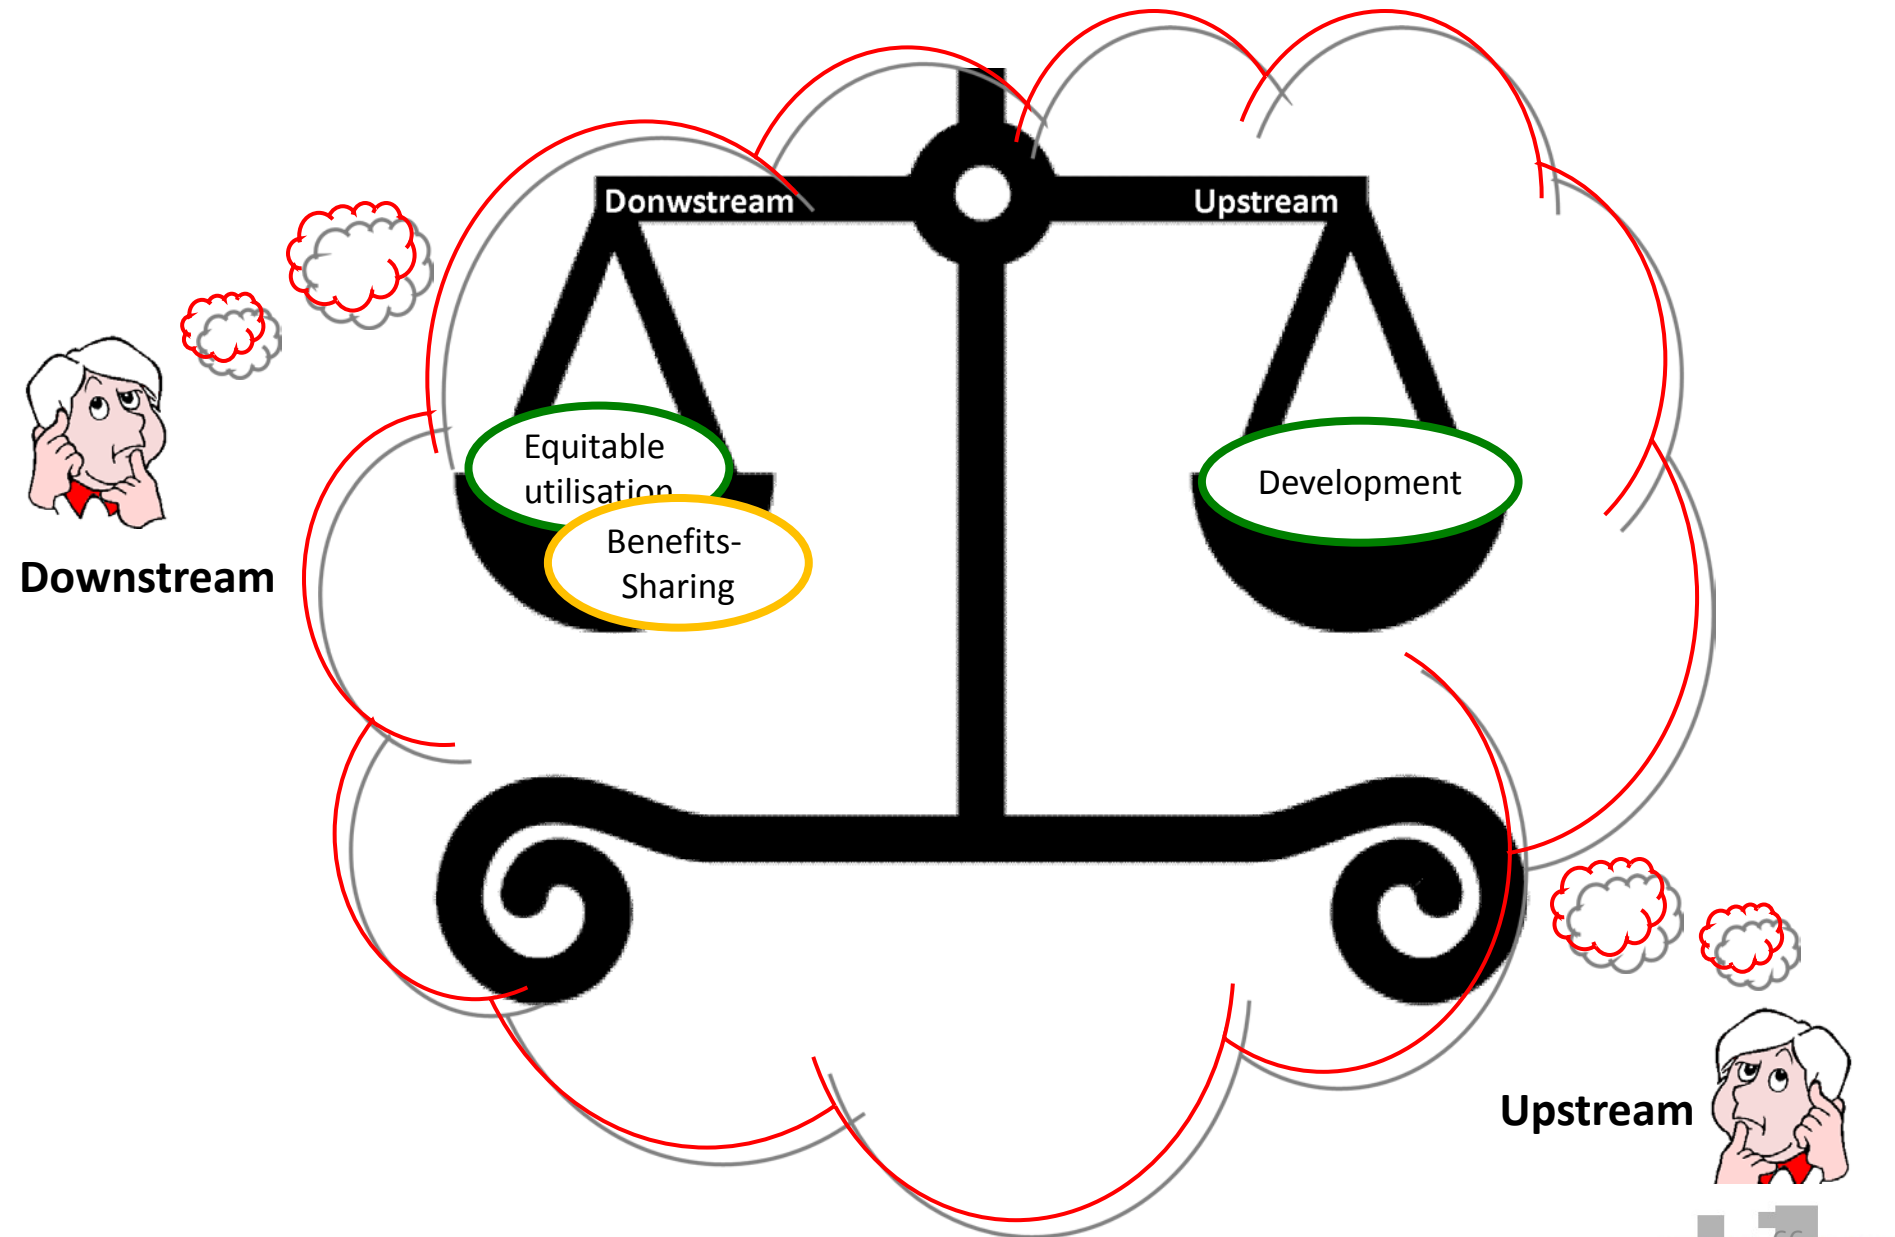 Donwstream
Upstream
Equitable
utilisation
Development
Benefits-
Sharing
Downstream
Upstream